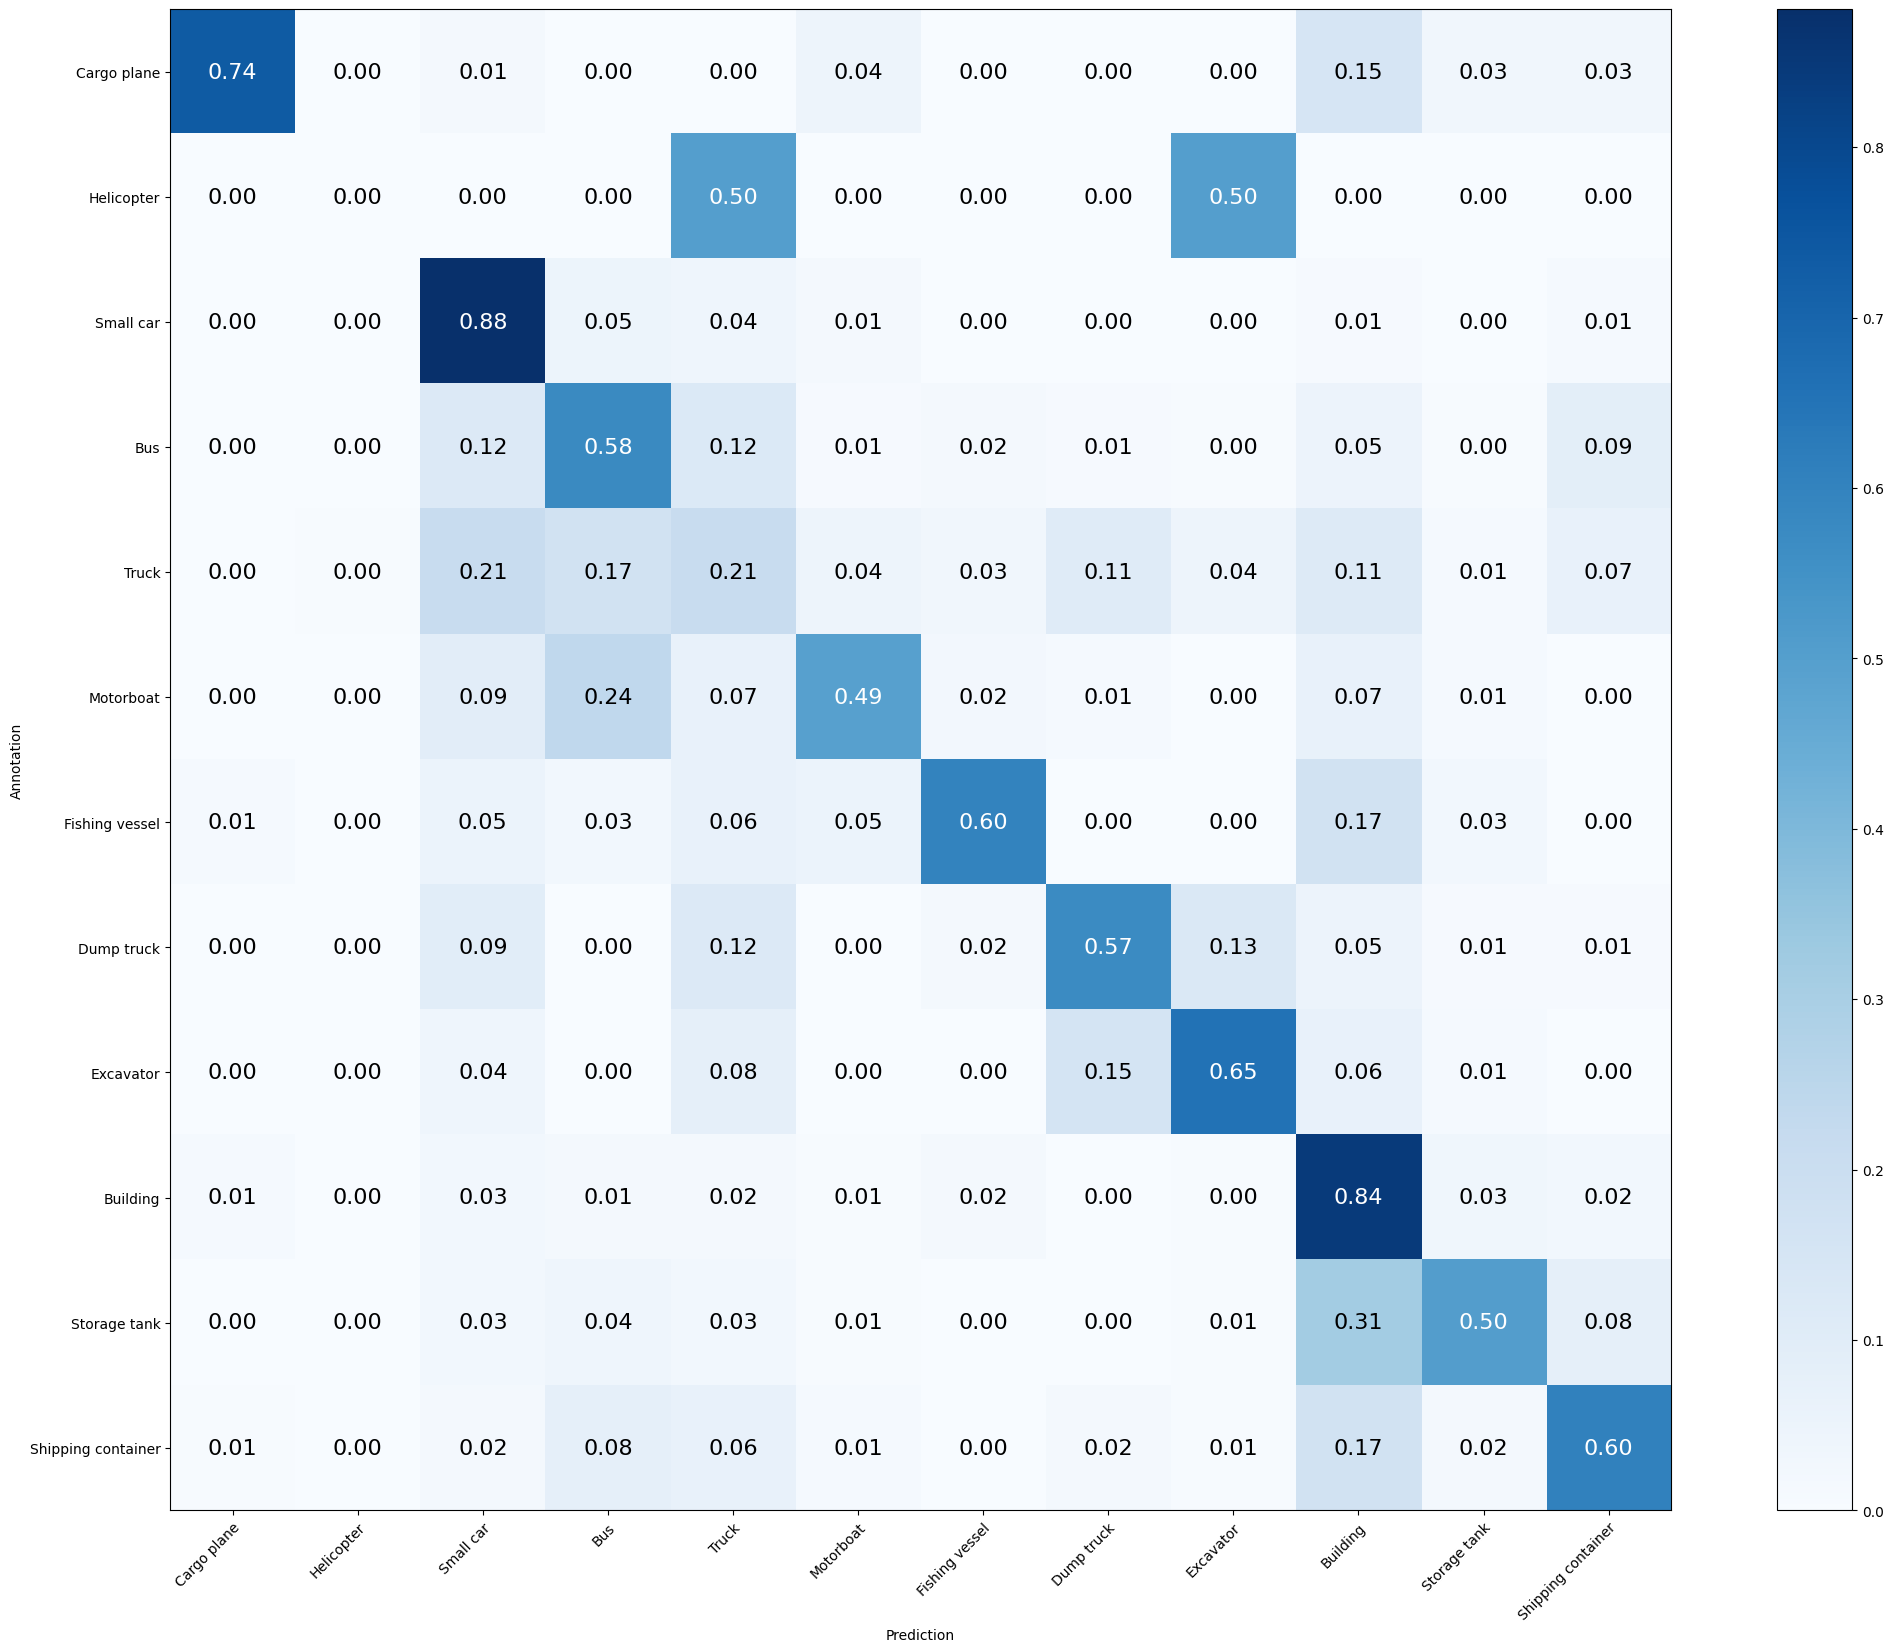 Cargo plane 0.74 0.00 0.01 0.00 0.00 0.04 0.00 0.00 0.00 0.15 0.03 0.03
Helicopter 0.00 0.00 0.00 0.00 0.50 0.00 0.00 0.00 0.50 0.00 0.00 0.00
Small car 0.00 0.00 0.88 0.05 0.04 0.01 0.00 0.00 0.00 0.01 0.00 0.01
Bus 0.00 0.00 0.12 0.58 0.12 0.01 0.02 0.01 0.00 0.05 0.00 0.09
Truck 0.00 0.00 0.21 0.17 0.21 0.04 0.03 0.11 0.04 0.11 0.01 0.07
Motorboat 0.00 0.00 0.09 0.24 0.07 0.49 0.02 0.01 0.00 0.07 0.01 0.00
Fishing vessel 0.01 0.00 0.05 0.03 0.06 0.05 0.60 0.00 0.00 0.17 0.03 0.00
Dump truck 0.00 0.00 0.09 0.00 0.12 0.00 0.02 0.57 0.13 0.05 0.01 0.01
Excavator 0.00 0.00 0.04 0.00 0.08 0.00 0.00 0.15 0.65 0.06 0.01 0.00
Building 0.01 0.00 0.03 0.01 0.02 0.01 0.02 0.00 0.00 0.84 0.03 0.02
Storage tank 0.00 0.00 0.03 0.04 0.03 0.01 0.00 0.00 0.01 0.31 0.50 0.08
Shipping container 0.01 0.00 0.02 0.08 0.06 0.01 0.00 0.02 0.01 0.17 0.02 0.60
Annotation
Cargo plane
Helicopter
Small car
Bus
Truck
Motorboat
Fishing vessel
Dump truck
Excavator
Building
Storage tank
Shipping container
Prediction
0.8
0.7
0.6
0.5
0.4
0.3
0.2
0.1
0.0